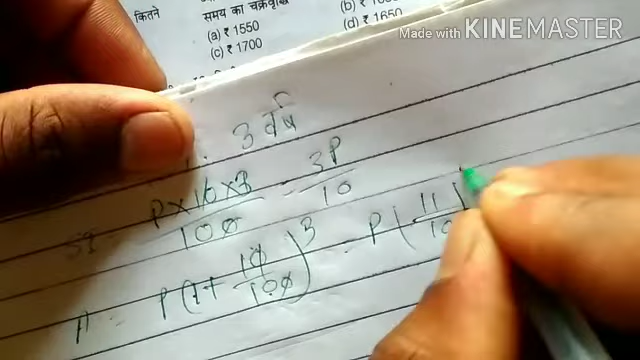 Made with KINEMASTER
कितने
समय का चक्रवृद्धि
(a) ₹ 1550
(b) ₹
(c) ₹ 1700
(d) ₹ 1650
3 वर्ष
P×10×3/100 = 3P/10
A = P(1+10/100)^3 = P(11/10)